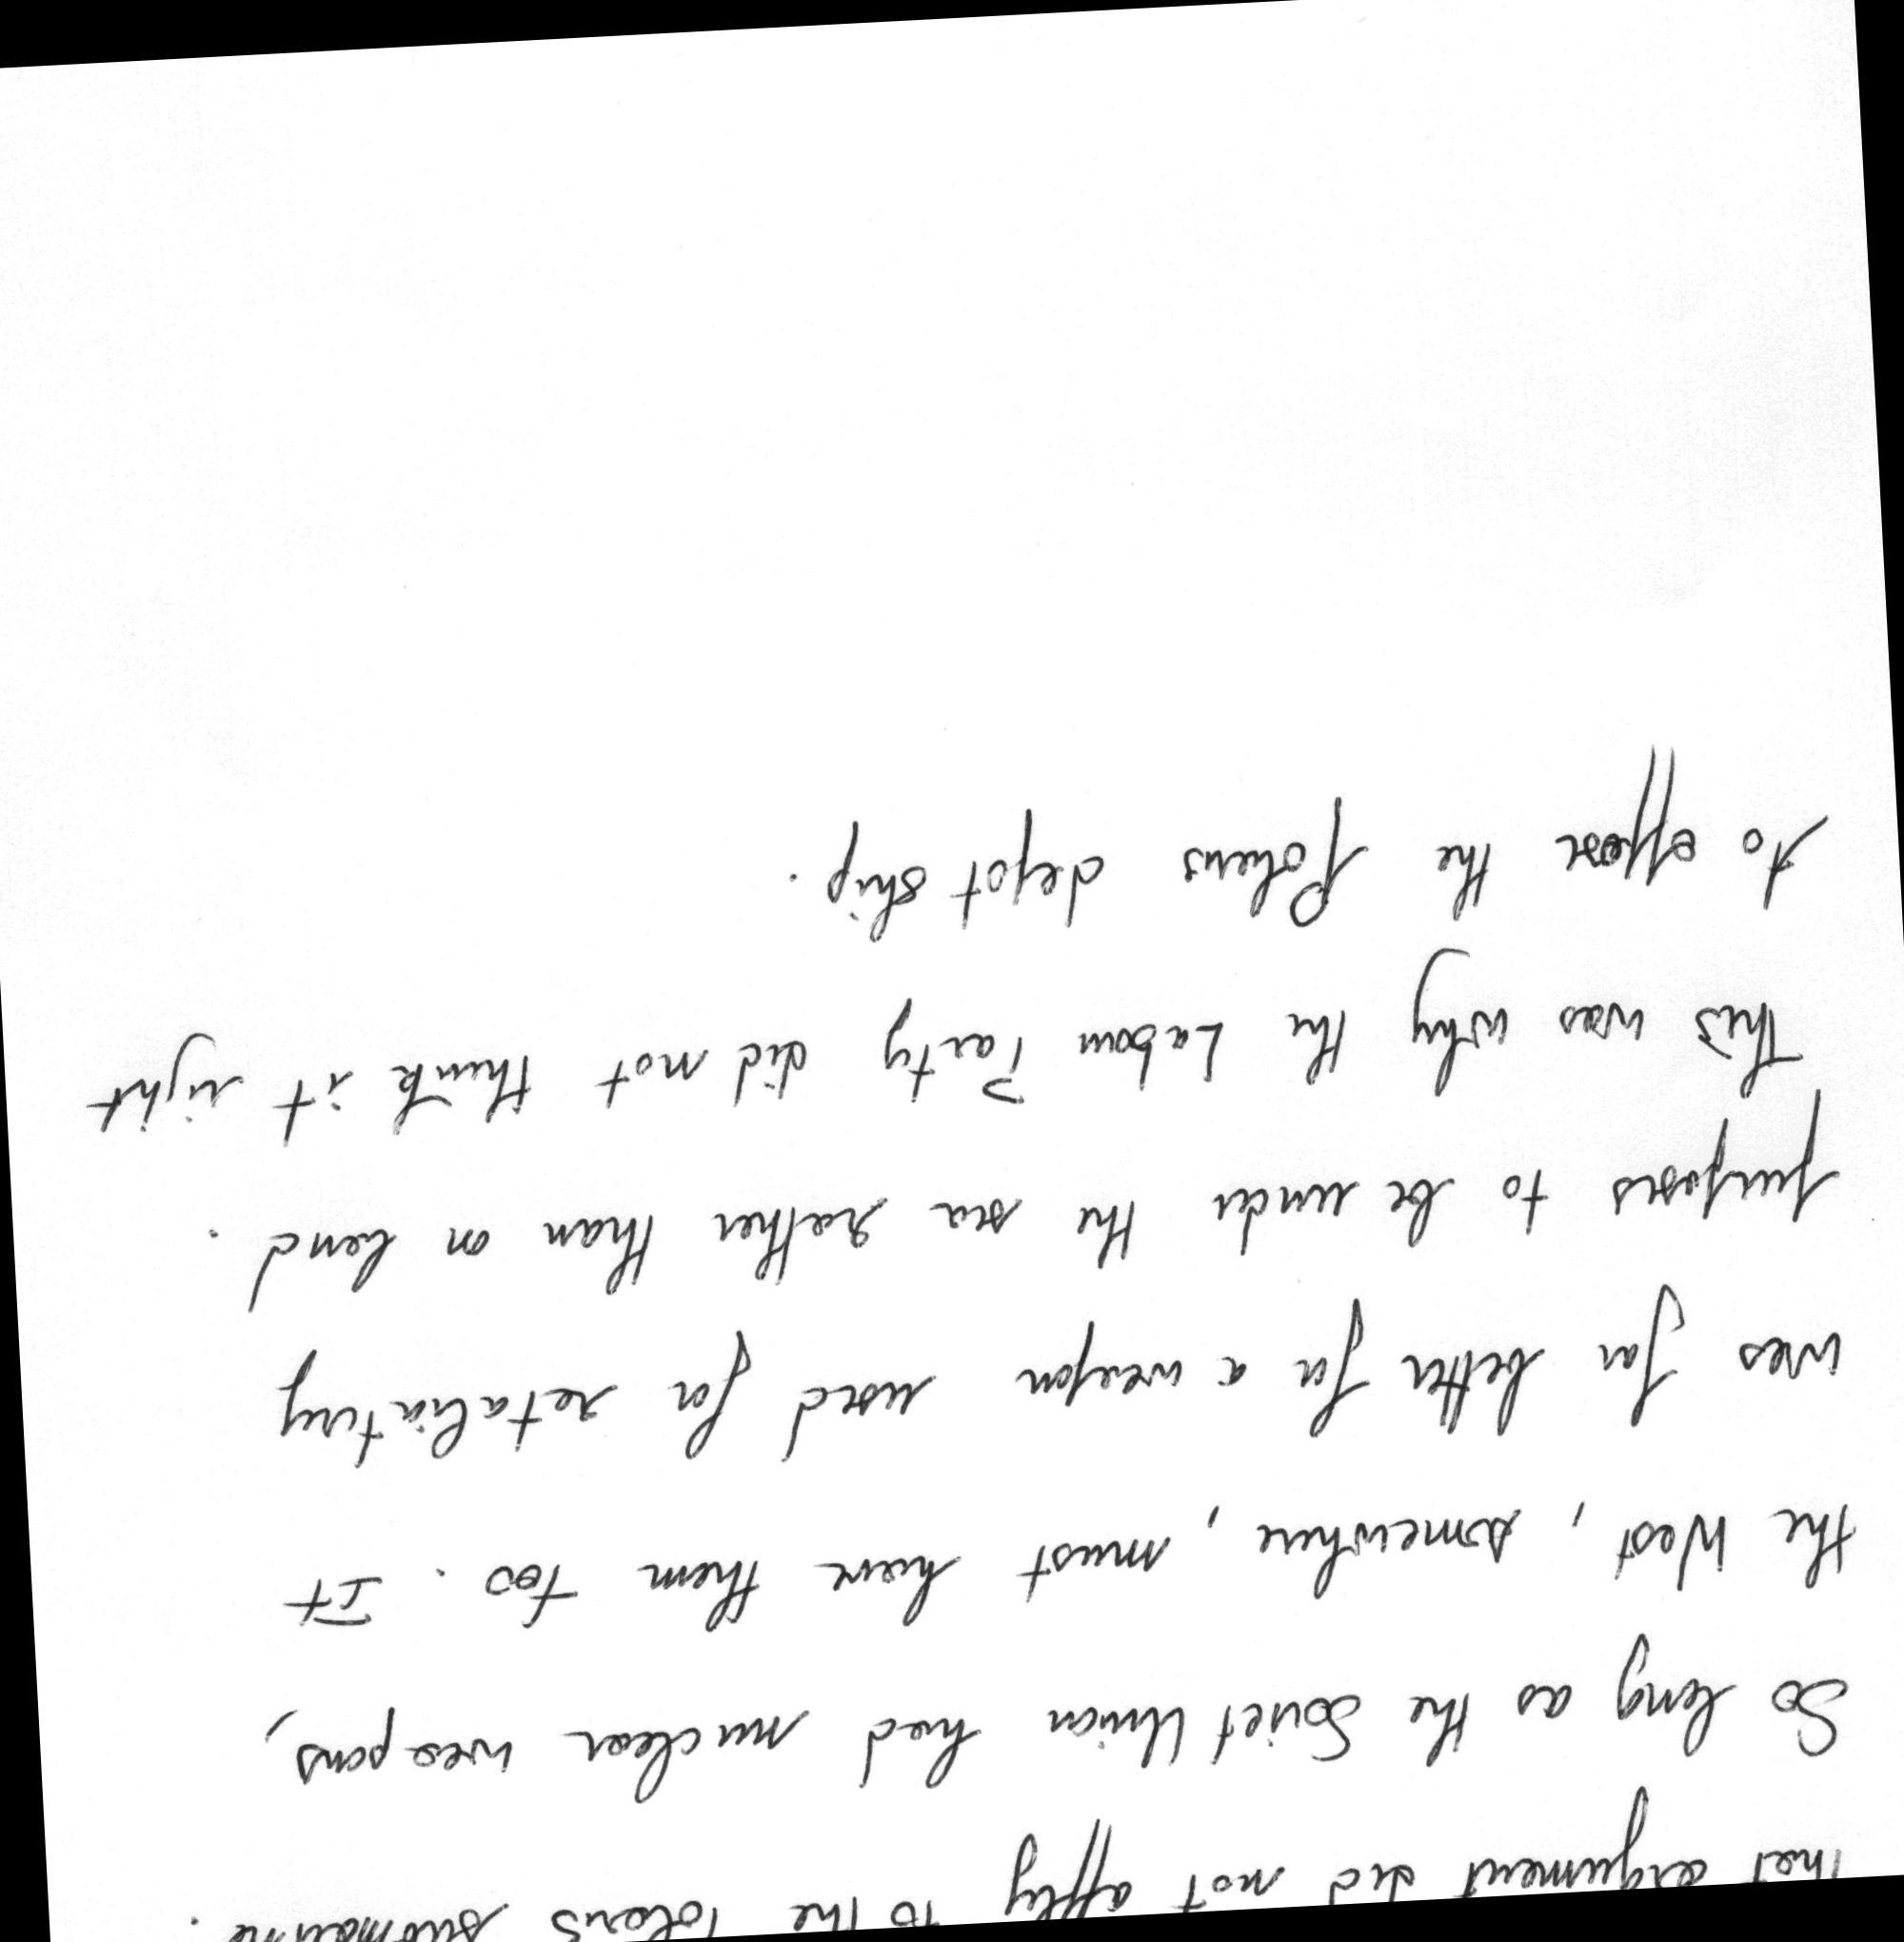 That argument did not apply to the Polaris submarine.
So long as the Soviet Union had nuclear weapons,
the West, somewhere, must have them too. It
was far better for a weapon used for retaliatory
purposes to be under the sea rather than on land.
This was why the Labour Party did not think it right
to oppose the Polaris depot ship.